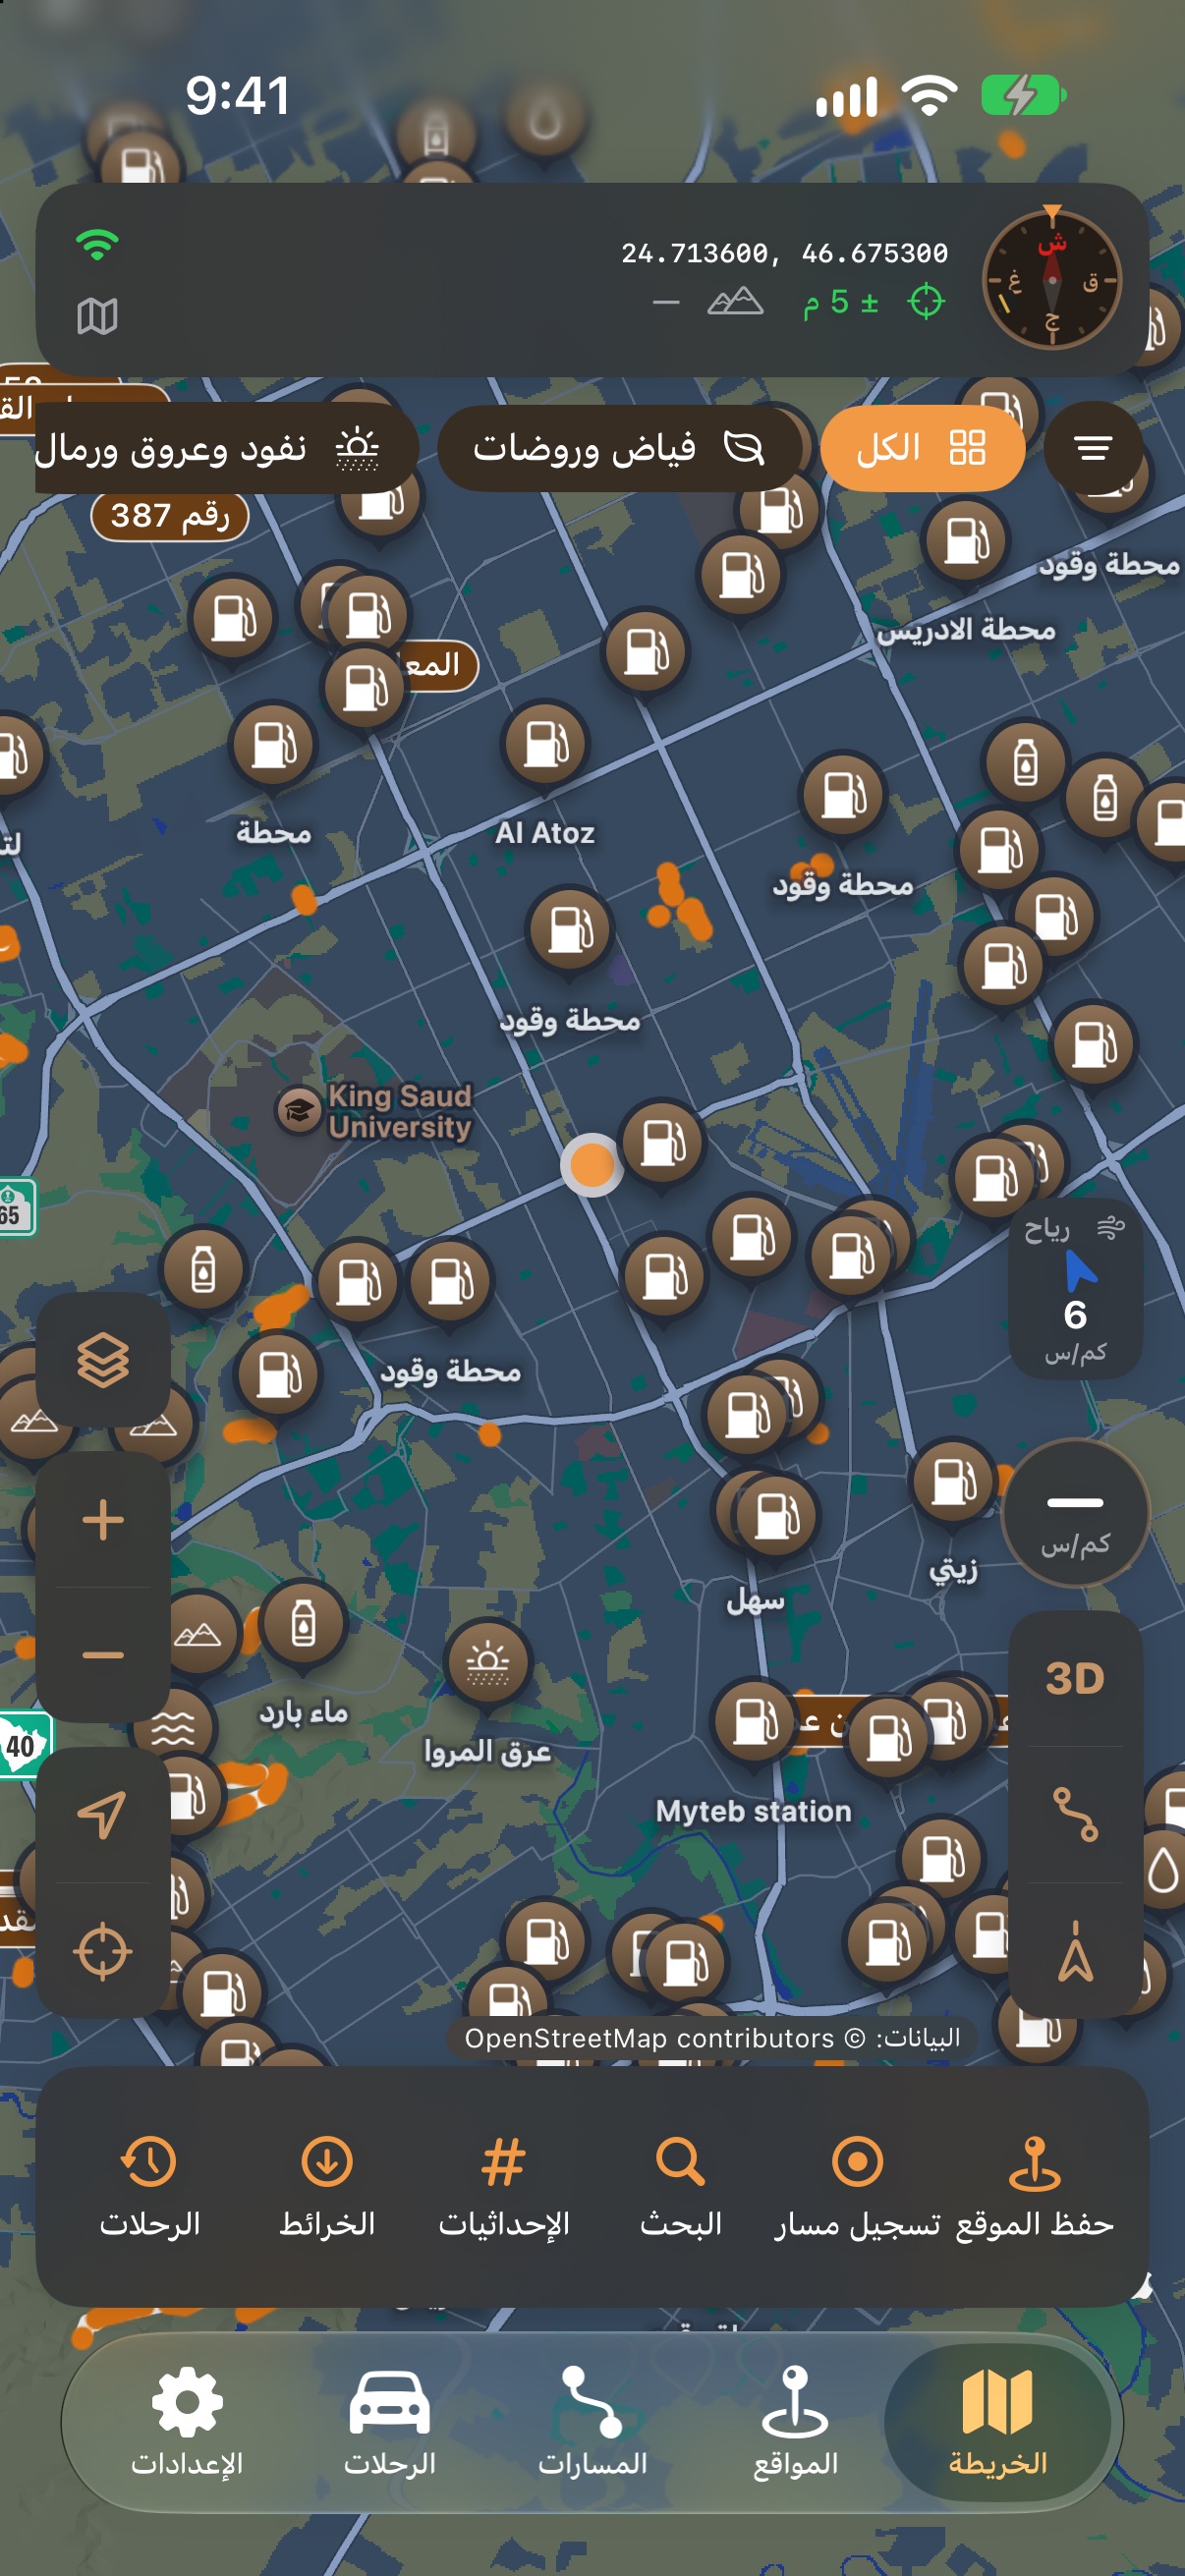 9:41
24.713600, 46.675300
± 5 م
—
ش
ق
غ
ج
الكل
فياض وروضات
نفود وعروق ورمال
رقم 387
محطة وقود
محطة الادريس
المع
محطة
Al Atoz
محطة وقود
محطة وقود
King Saud
University
65
رياح
6
كم/س
محطة وقود
—
كم/س
زيتي
سهل
3D
ماء بارد
عرق المروا
40
Myteb station
البيانات: © OpenStreetMap contributors
حفظ الموقع
تسجيل مسار
البحث
الإحداثيات
الخرائط
الرحلات
الخريطة
المواقع
المسارات
الرحلات
الإعدادات